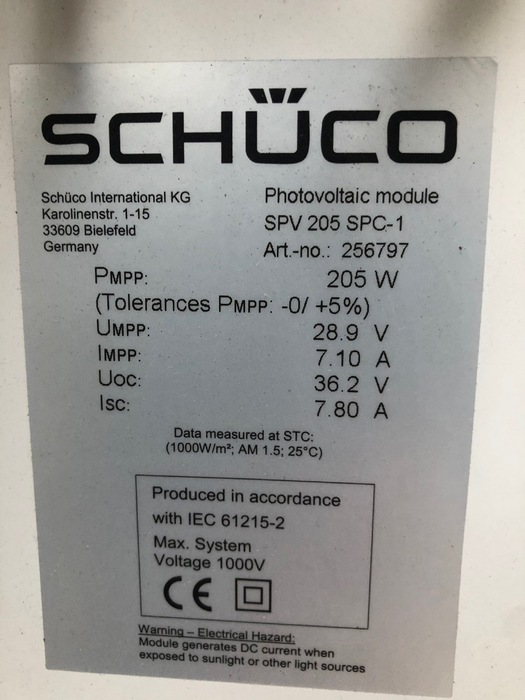 SCHÜCO
Schüco International KG
Karolinenstr. 1-15
33609 Bielefeld
Germany
Photovoltaic module
SPV 205 SPC-1
Art.-no.: 256797
PMPP: 205 W
(Tolerances PMPP: -0/ +5%)
UMPP: 28.9 V
IMPP: 7.10 A
Uoc: 36.2 V
Isc: 7.80 A
Data measured at STC:
(1000W/m²; AM 1.5; 25°C)
Produced in accordance
with IEC 61215-2
Max. System
Voltage 1000V
CE
Warning – Electrical Hazard:
Module generates DC current when
exposed to sunlight or other light sources